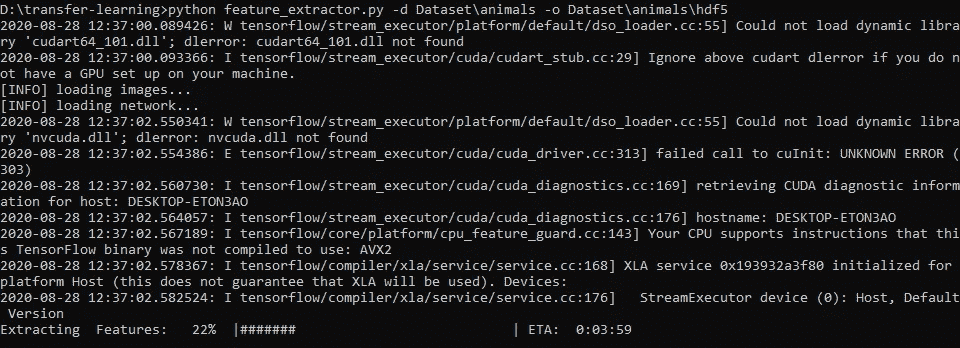 D:\transfer-learning>python feature_extractor.py -d Dataset\animals -o Dataset\animals\hdf5
2020-08-28 12:37:00.089426: W tensorflow/stream_executor/platform/default/dso_loader.cc:55] Could not load dynamic libra
ry 'cudart64_101.dll'; dlerror: cudart64_101.dll not found
2020-08-28 12:37:00.093366: I tensorflow/stream_executor/cuda/cudart_stub.cc:29] Ignore above cudart dlerror if you do n
ot have a GPU set up on your machine.
[INFO] loading images...
[INFO] loading network...
2020-08-28 12:37:02.550341: W tensorflow/stream_executor/platform/default/dso_loader.cc:55] Could not load dynamic libra
ry 'nvcuda.dll'; dlerror: nvcuda.dll not found
2020-08-28 12:37:02.554386: E tensorflow/stream_executor/cuda/cuda_driver.cc:313] failed call to cuInit: UNKNOWN ERROR (
303)
2020-08-28 12:37:02.560730: I tensorflow/stream_executor/cuda/cuda_diagnostics.cc:169] retrieving CUDA diagnostic inform
ation for host: DESKTOP-ETON3AO
2020-08-28 12:37:02.564057: I tensorflow/stream_executor/cuda/cuda_diagnostics.cc:176] hostname: DESKTOP-ETON3AO
2020-08-28 12:37:02.567189: I tensorflow/core/platform/cpu_feature_guard.cc:143] Your CPU supports instructions that thi
s TensorFlow binary was not compiled to use: AVX2
2020-08-28 12:37:02.578367: I tensorflow/compiler/xla/service/service.cc:168] XLA service 0x193932a3f80 initialized for
platform Host (this does not guarantee that XLA will be used). Devices:
2020-08-28 12:37:02.582524: I tensorflow/compiler/xla/service/service.cc:176]   StreamExecutor device (0): Host, Default
 Version
Extracting  Features:   22%  |#######                          | ETA:  0:03:59